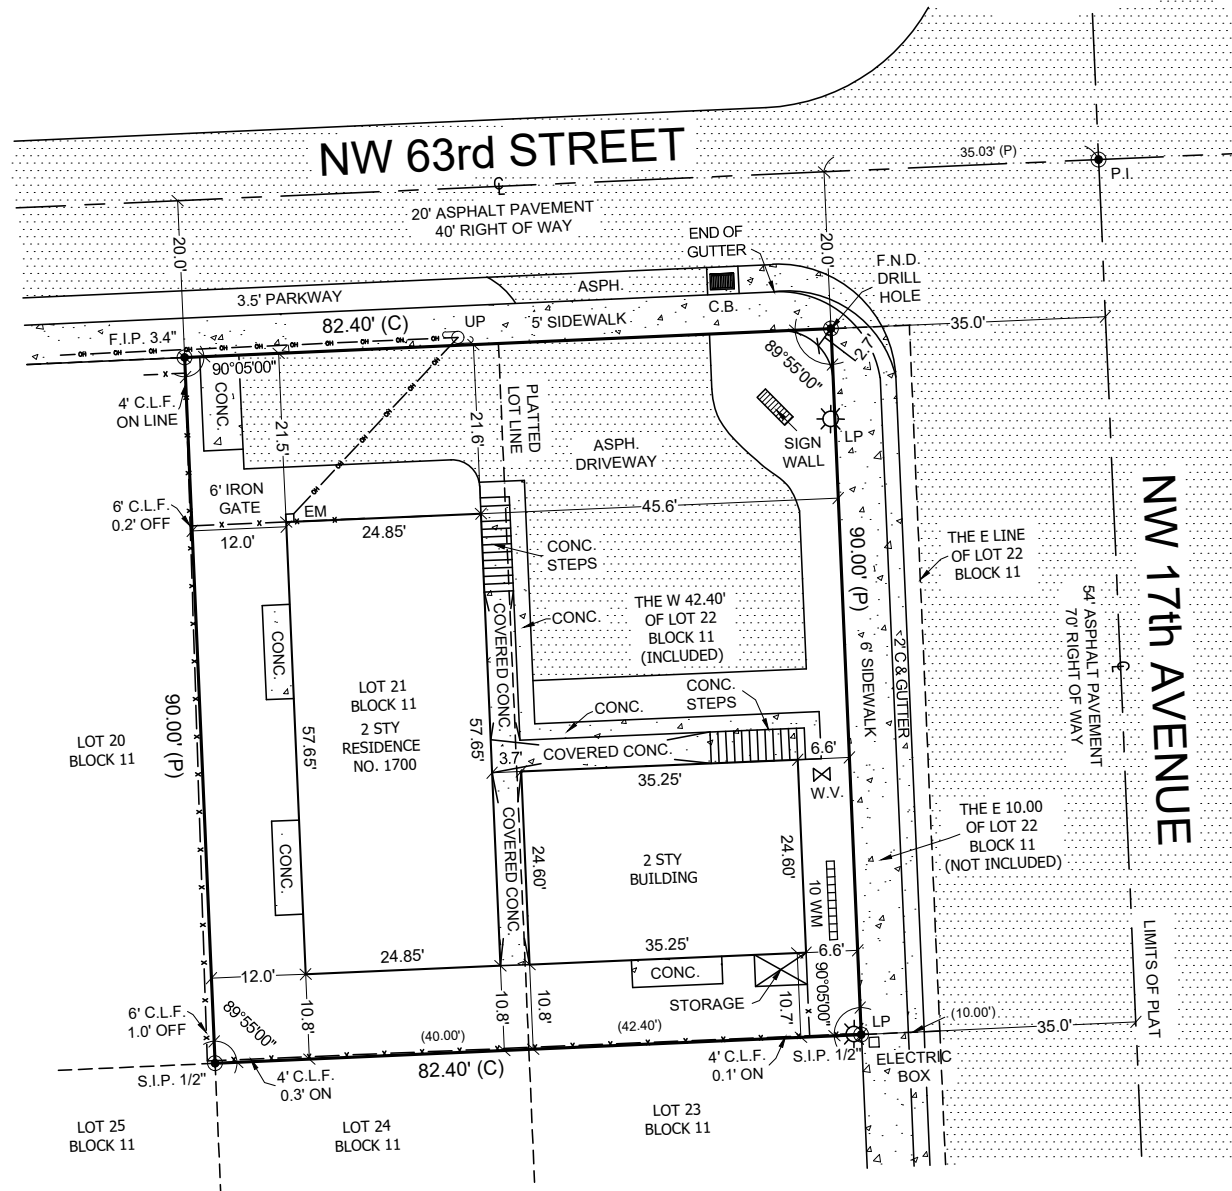 NW 63rd STREET
35.03' (P)
P.I.
C
L
20' ASPHALT PAVEMENT
40' RIGHT OF WAY
20.0'
20.0'
END OF
GUTTER
F.N.D.
DRILL
HOLE
ASPH.
3.5' PARKWAY
C.B.
82.40' (C)
UP
5' SIDEWALK
35.0'
F.I.P. 3.4"
OH
90°05'00"
2.7'
89°55'00"
4' C.L.F.
ON LINE
CONC.
21.5'
21.6'
PLATTED
LOT LINE
ASPH.
DRIVEWAY
SIGN
WALL
LP
6' IRON
GATE
6' C.L.F.
0.2' OFF
EM
12.0'
24.85'
45.6'
CONC.
STEPS
90.00' (P)
THE E LINE
OF LOT 22
BLOCK 11
NW 17th AVENUE
54' ASPHALT PAVEMENT
70' RIGHT OF WAY
C
L
THE W 42.40'
OF LOT 22
BLOCK 11
(INCLUDED)
CONC.
COVERED CONC.
CONC.
6' SIDEWALK
2' C & GUTTER
LOT 21
BLOCK 11
2 STY
RESIDENCE
NO. 1700
CONC.
STEPS
CONC.
57.65'
57.65'
90.00' (P)
LOT 20
BLOCK 11
3.7'
COVERED CONC.
6.6'
35.25'
W.V.
THE E 10.00
OF LOT 22
BLOCK 11
(NOT INCLUDED)
CONC.
COVERED CONC.
24.60'
2 STY
BUILDING
24.60'
10 WM
LIMITS OF PLAT
24.85'
35.25'
6.6'
12.0'
CONC.
STORAGE
90°05'00"
6' C.L.F.
1.0' OFF
89°55'00"
10.8'
10.8'
10.8'
10.7'
(40.00')
(42.40')
LP
(10.00')
35.0'
82.40' (C)
4' C.L.F.
0.1' ON
S.I.P. 1/2"
ELECTRIC
BOX
S.I.P. 1/2"
4' C.L.F.
0.3' ON
LOT 25
BLOCK 11
LOT 24
BLOCK 11
LOT 23
BLOCK 11